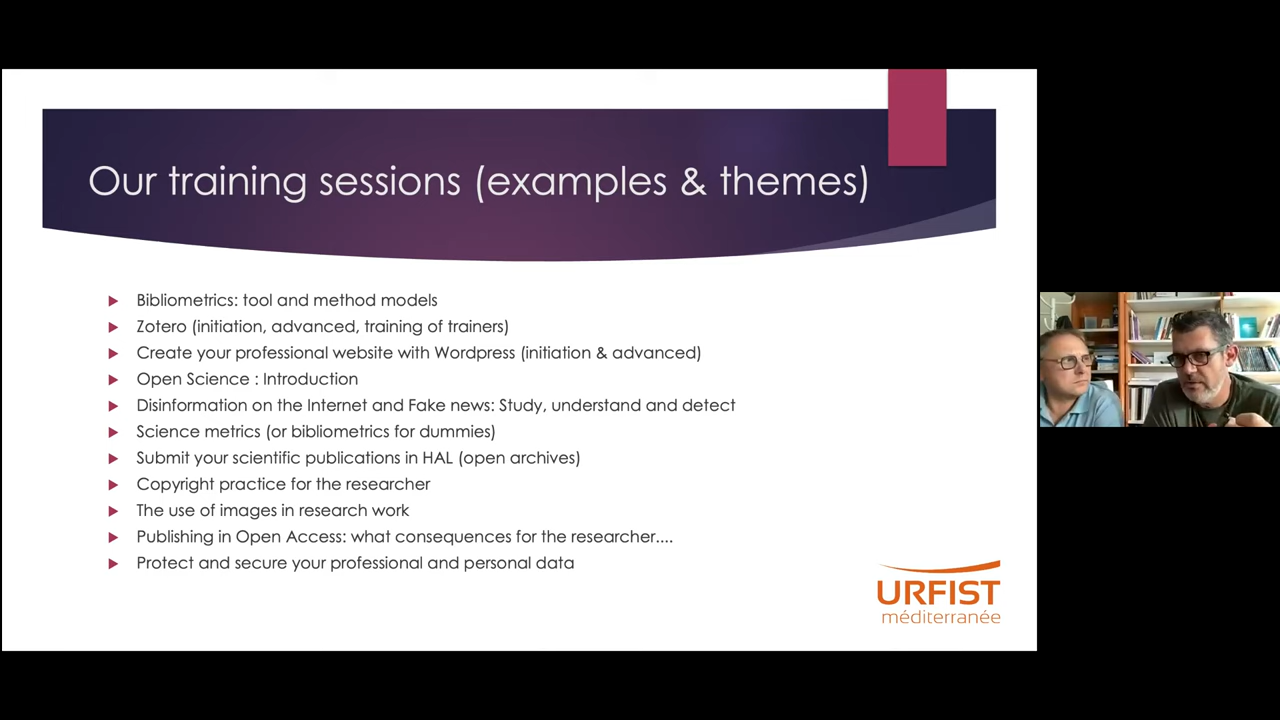 Our training sessions (examples & themes)
Bibliometrics: tool and method models
Zotero (initiation, advanced, training of trainers)
Create your professional website with Wordpress (initiation & advanced)
Open Science : Introduction
Disinformation on the Internet and Fake news: Study, understand and detect
Science metrics (or bibliometrics for dummies)
Submit your scientific publications in HAL (open archives)
Copyright practice for the researcher
The use of images in research work
Publishing in Open Access: what consequences for the researcher....
Protect and secure your professional and personal data
URFIST
méditerranée